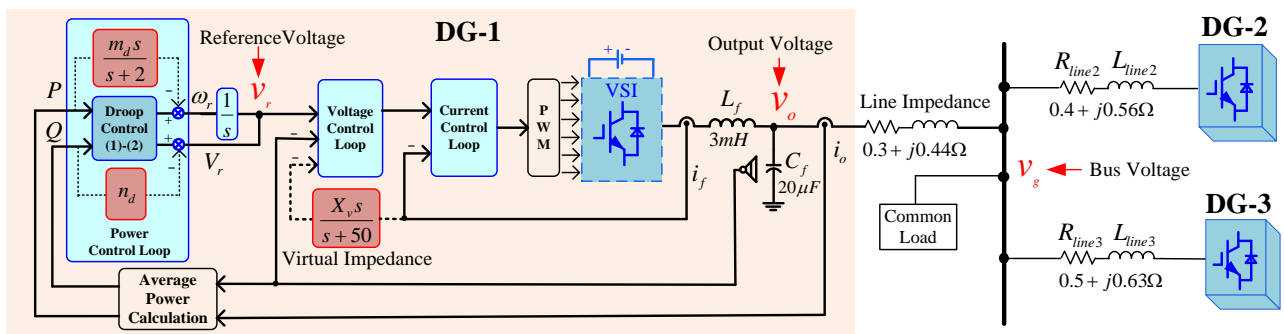 DG-1
Reference Voltage
v_r
m_d s
s + 2
P
Q
Droop
Control
(1)-(2)
n_d
Power
Control Loop
−
+
+
−
ω_r
V_r
1
s
Voltage
Control
Loop
−
−
X_v s
s + 50
Virtual Impedance
Current
Control
Loop
−
P
W
M
+ -
VSI
i_f
L_f
3mH
Output Voltage
v_o
C_f
20μF
i_o
Average
Power
Calculation
Line Impedance
0.3 + j0.44Ω
Common
Load
v_g
Bus Voltage
DG-2
R_line2
L_line2
0.4 + j0.56Ω
DG-3
R_line3
L_line3
0.5 + j0.63Ω